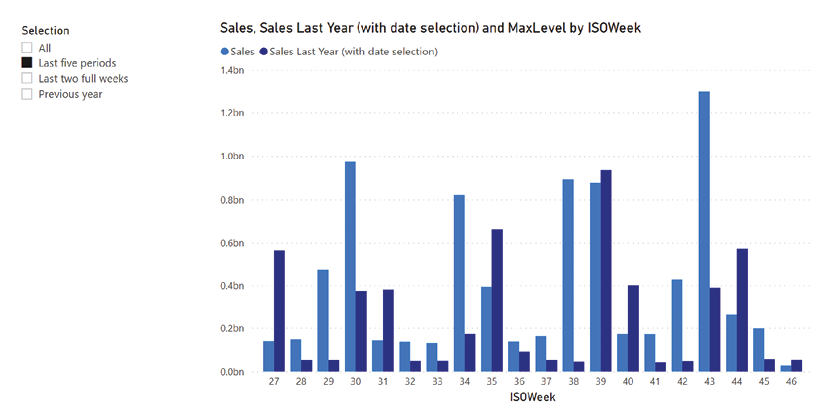 Selection
All
Last five periods
Last two full weeks
Previous year
Sales, Sales Last Year (with date selection) and MaxLevel by ISOWeek
Sales Sales Last Year (with date selection)
1.4bn
1.2bn
1.0bn
0.8bn
0.6bn
0.4bn
0.2bn
0.0bn
27 28 29 30 31 32 33 34 35 36 37 38 39 40 41 42 43 44 45 46
ISOWeek